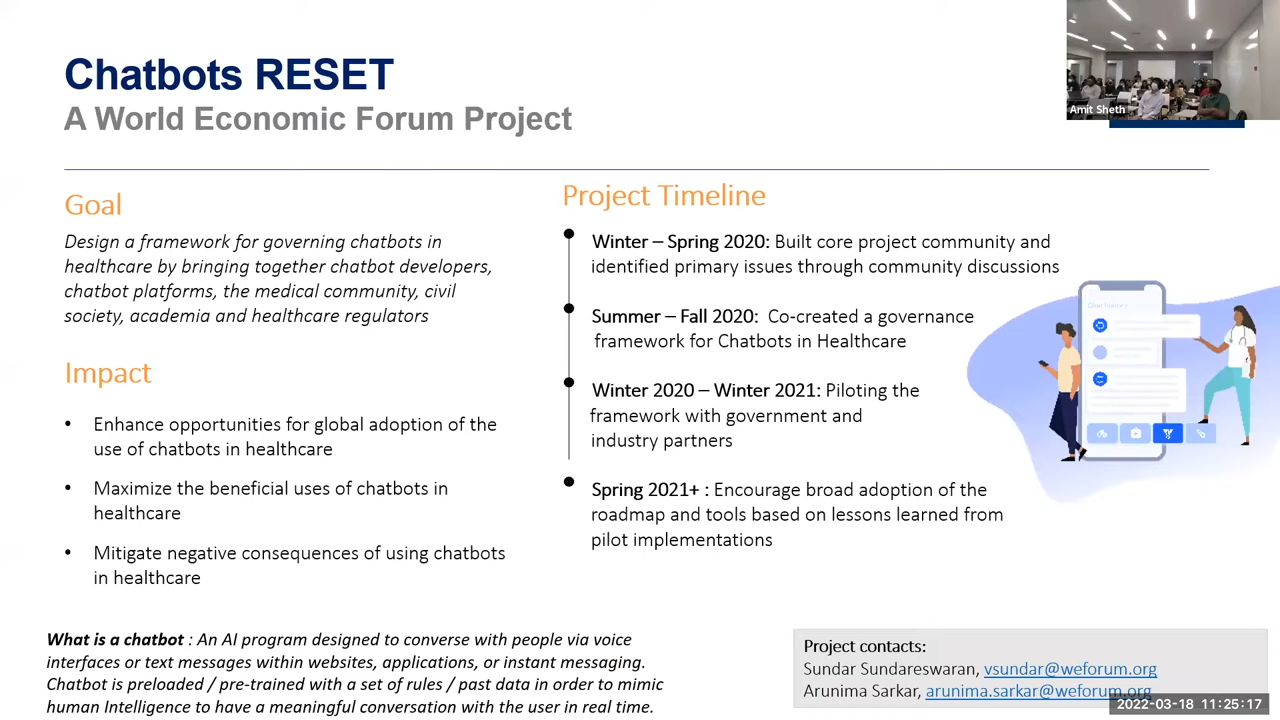 Chatbots RESET
A World Economic Forum Project
Amit Sheth
Goal
Design a framework for governing chatbots in
healthcare by bringing together chatbot developers,
chatbot platforms, the medical community, civil
society, academia and healthcare regulators
Impact
• Enhance opportunities for global adoption of the
use of chatbots in healthcare
• Maximize the beneficial uses of chatbots in
healthcare
• Mitigate negative consequences of using chatbots
in healthcare
Project Timeline
Winter – Spring 2020: Built core project community and
identified primary issues through community discussions
Summer – Fall 2020: Co-created a governance
framework for Chatbots in Healthcare
Winter 2020 – Winter 2021: Piloting the
framework with government and
industry partners
Spring 2021+ : Encourage broad adoption of the
roadmap and tools based on lessons learned from
pilot implementations
What is a chatbot : An AI program designed to converse with people via voice
interfaces or text messages within websites, applications, or instant messaging.
Chatbot is preloaded / pre-trained with a set of rules / past data in order to mimic
human Intelligence to have a meaningful conversation with the user in real time.
Project contacts:
Sundar Sundareswaran, vsundar@weforum.org
Arunima Sarkar, arunima.sarkar@weforum.org
2022-03-18 11:25:17